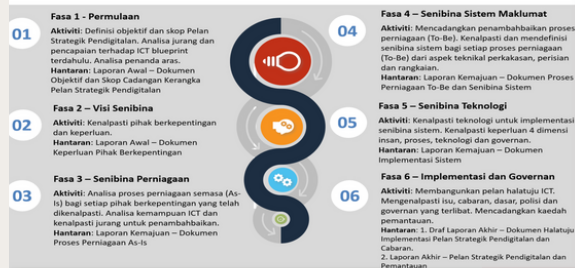 01
Fasa 1 - Permulaan
Aktiviti: Definisi objektif dan skop Pelan
Strategik Pendigitalan. Analisa jurang dan
pencapaian terhadap ICT blueprint
terdahulu. Analisa penanda aras.
Hantaran: Laporan Awal – Dokumen
Objektif dan Skop Cadangan Kerangka
Pelan Strategik Pendigitalan
02
Fasa 2 – Visi Senibina
Aktiviti: Kenalpasti pihak berkepentingan
dan keperluan.
Hantaran: Laporan Awal – Dokumen
Keperluan Pihak Berkepentingan
03
Fasa 3 – Senibina Perniagaan
Aktiviti: Analisa proses perniagaan semasa (As-
Is) bagi setiap pihak berkepentingan yang telah
dikenalpasti. Analisa kemampuan ICT dan
kenalpasti jurang untuk penambahbaikan.
Hantaran: Laporan Kemajuan – Dokumen
Proses Perniagaan As-Is
04
Fasa 4 – Senibina Sistem Maklumat
Aktiviti: Mencadangkan penambahbaikan proses
perniagaan (To-Be). Kenalpasti dan mendefinisi
senibina sistem bagi setiap proses perniagaan
(To-Be) dari aspek teknikal perkakasan, perisian
dan rangkaian.
Hantaran: Laporan Kemajuan – Dokumen Proses
Perniagaan To-Be dan Senibina Sistem
05
Fasa 5 – Senibina Teknologi
Aktiviti: Kenalpasti teknologi untuk implementasi
senibina sistem. Kenalpasti keperluan 4 dimensi
insan, proses, teknologi dan governan.
Hantaran: Laporan Kemajuan – Dokumen
Implementasi Sistem
06
Fasa 6 – Implementasi dan Governan
Aktiviti: Membangunkan pelan halatuju ICT.
Mengenalpasti isu, cabaran, dasar, polisi dan
governan yang terlibat. Mencadangkan kaedah
pemantauan.
Hantaran: 1. Draf Laporan Akhir – Dokumen Halatuju
Implementasi Pelan Strategik Pendigitalan dan
Cabaran.
2. Laporan Akhir – Pelan Strategik Pendigitalan dan
Pemantauan